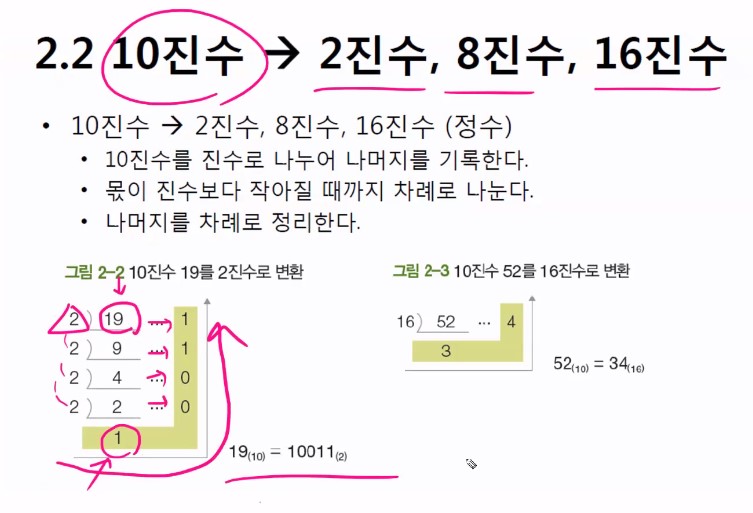 2.2 10진수 → 2진수, 8진수, 16진수
• 10진수 → 2진수, 8진수, 16진수 (정수)
• 10진수를 진수로 나누어 나머지를 기록한다.
• 몫이 진수보다 작아질 때까지 차례로 나눈다.
• 나머지를 차례로 정리한다.
그림 2-2 10진수 19를 2진수로 변환
2) 19 ... 1
2) 9 ... 1
2) 4 ... 0
2) 2 ... 0
1
19(10) = 10011(2)
그림 2-3 10진수 52를 16진수로 변환
16) 52 ... 4
3
52(10) = 34(16)